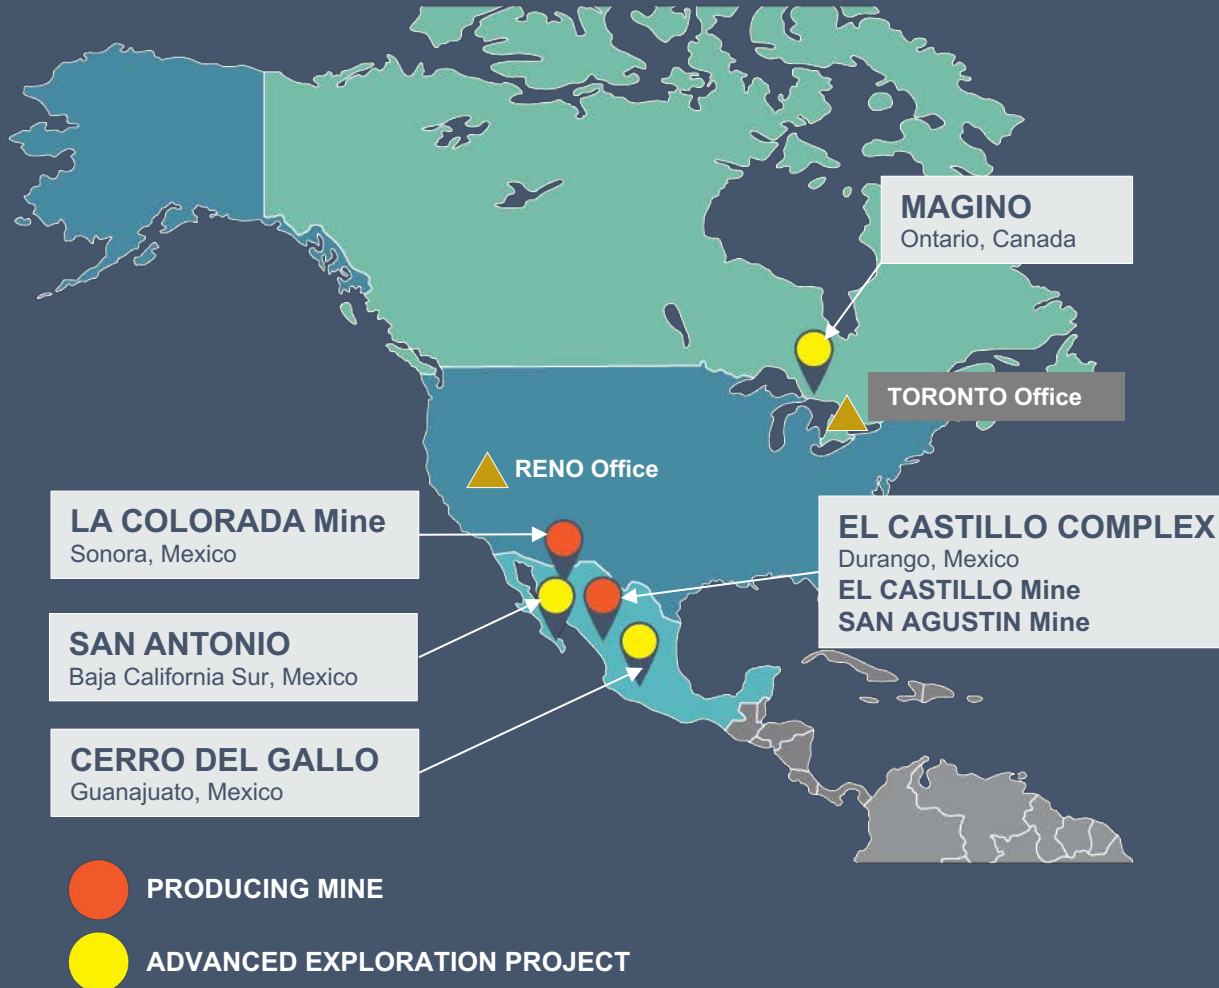 MAGINO
Ontario, Canada
TORONTO Office
RENO Office
LA COLORADA Mine
Sonora, Mexico
EL CASTILLO COMPLEX
Durango, Mexico
EL CASTILLO Mine
SAN AGUSTIN Mine
SAN ANTONIO
Baja California Sur, Mexico
CERRO DEL GALLO
Guanajuato, Mexico
PRODUCING MINE
ADVANCED EXPLORATION PROJECT